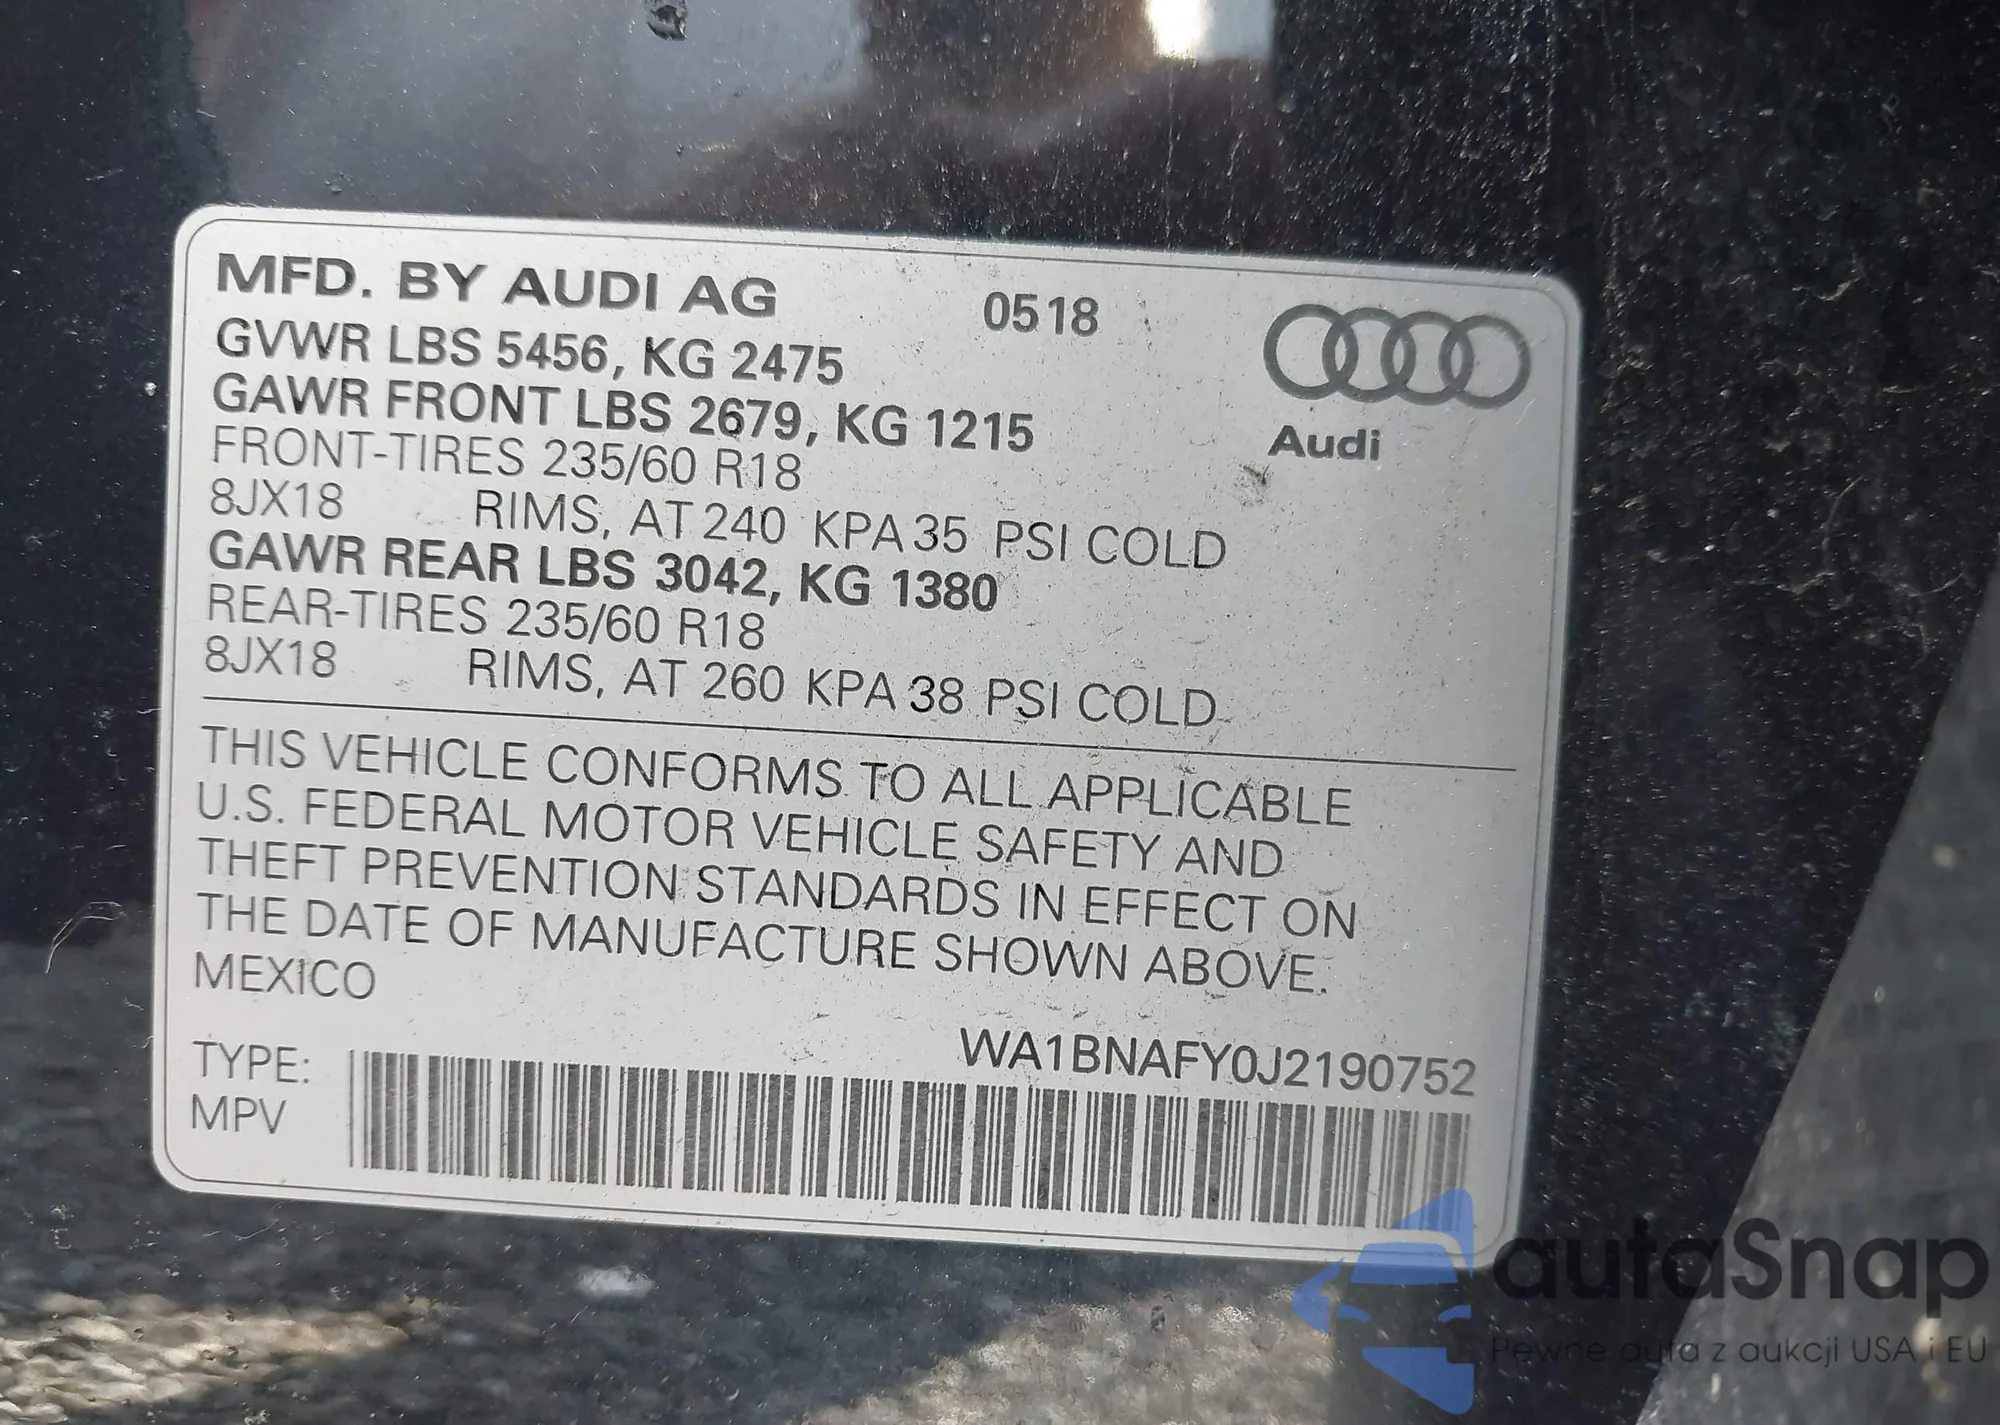 MFD. BY AUDI AG 0518
GVWR LBS 5456, KG 2475
GAWR FRONT LBS 2679, KG 1215
Audi
FRONT-TIRES 235/60 R18
8JX18 RIMS, AT 240 KPA 35 PSI COLD
GAWR REAR LBS 3042, KG 1380
REAR-TIRES 235/60 R18
8JX18 RIMS, AT 260 KPA 38 PSI COLD
THIS VEHICLE CONFORMS TO ALL APPLICABLE
U.S. FEDERAL MOTOR VEHICLE SAFETY AND
THEFT PREVENTION STANDARDS IN EFFECT ON
THE DATE OF MANUFACTURE SHOWN ABOVE.
MEXICO
WA1BNAFY0J2190752
TYPE:
MPV
autaSnap
Pewne auta z aukcji USA i EU